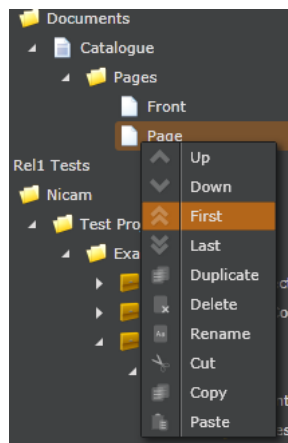 Documents
Catalogue
Pages
Front
Page
Rel1 Tests
Nicam
Test Pro
Exa
Up
Down
First
Last
Duplicate
Delete
Rename
Cut
Copy
Paste